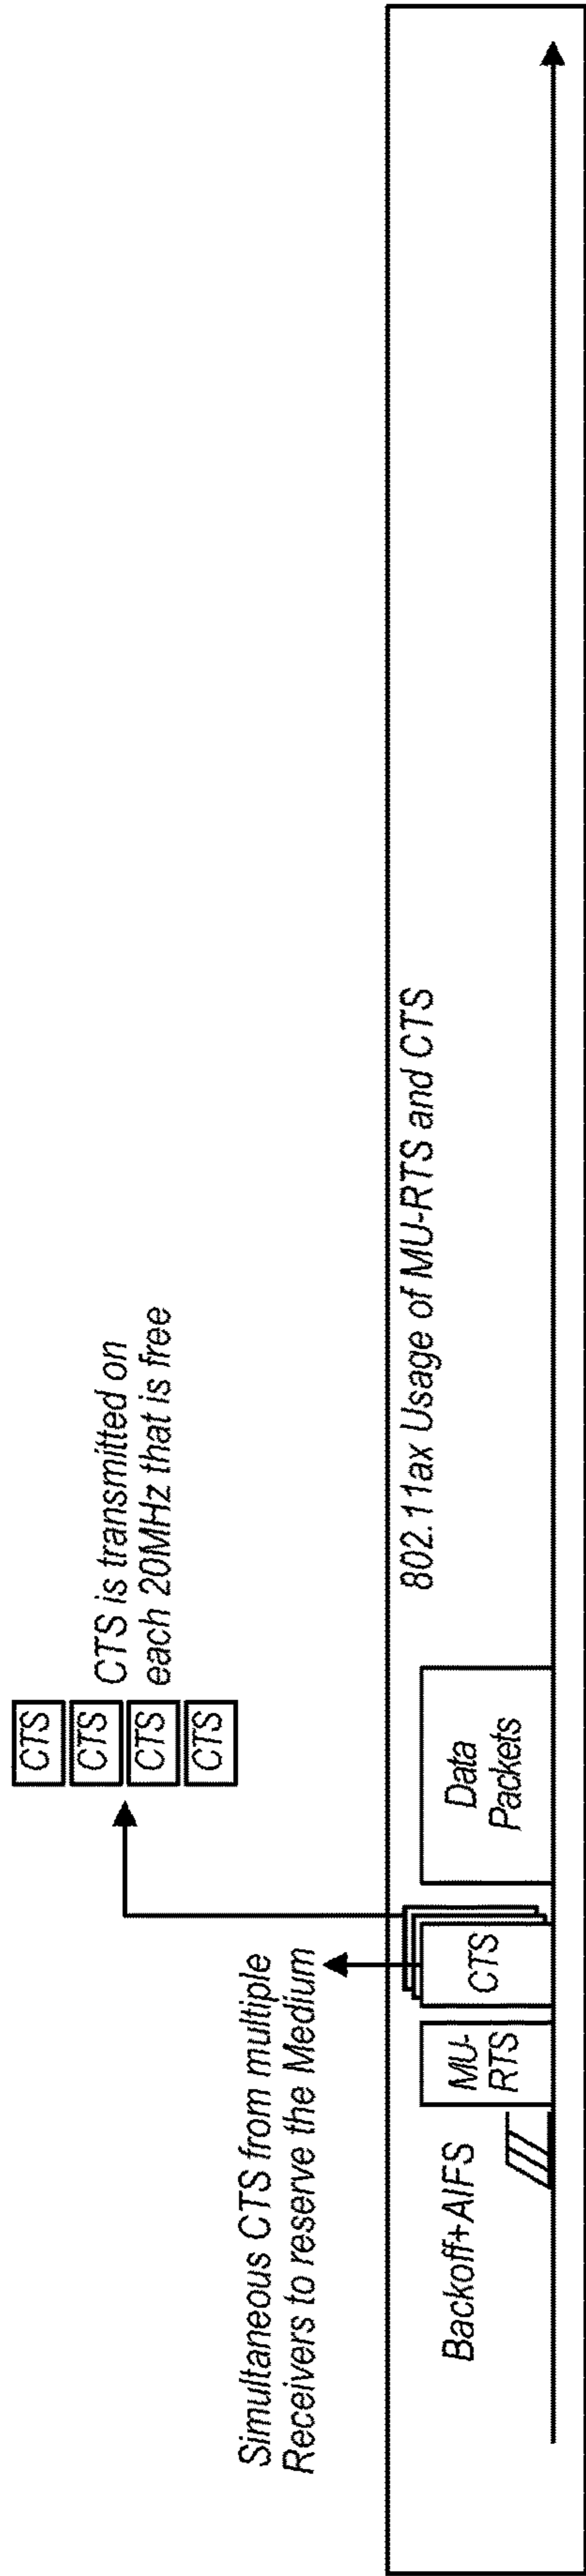 CTS
CTS
CTS
CTS
CTS is transmitted on
each 20MHz that is free
Simultaneous CTS from multiple
Receivers to reserve the Medium
802.11ax Usage of MU-RTS and CTS
Backoff+AIFS
MU-
RTS
CTS
Data
Packets